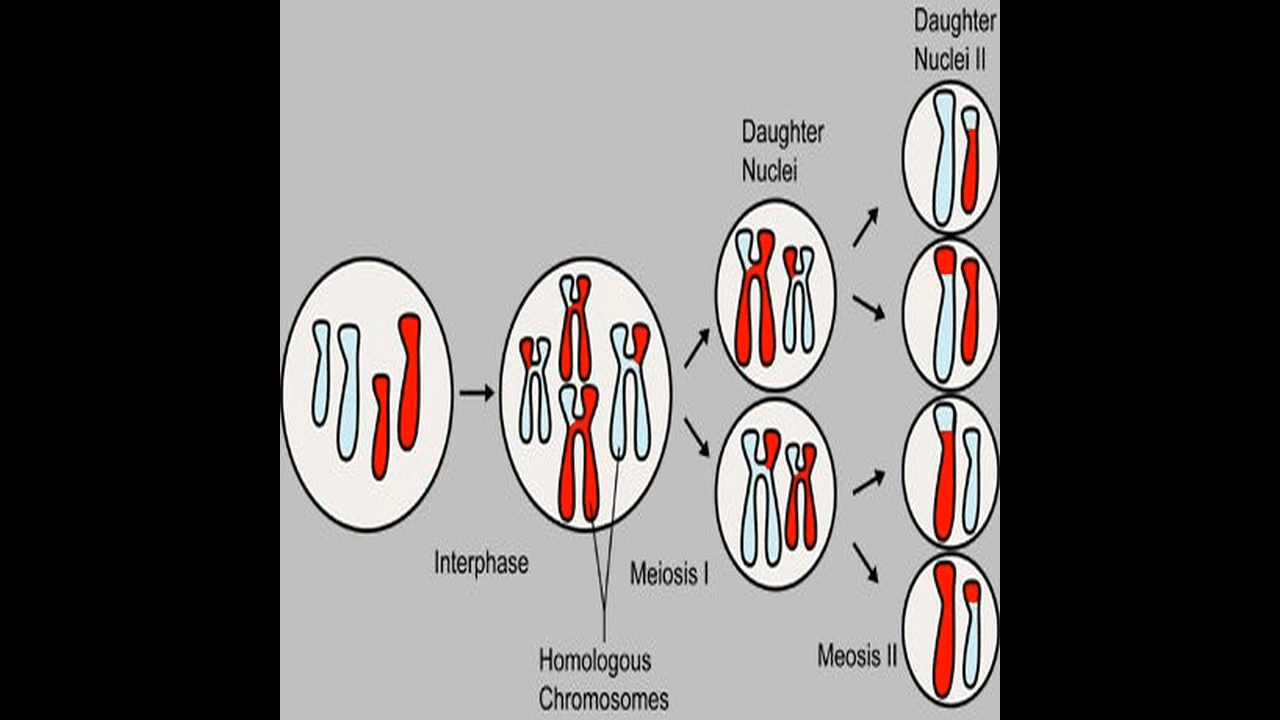 Daughter
Nuclei II
Daughter
Nuclei
Interphase
Meiosis I
Homologous
Chromosomes
Meosis II